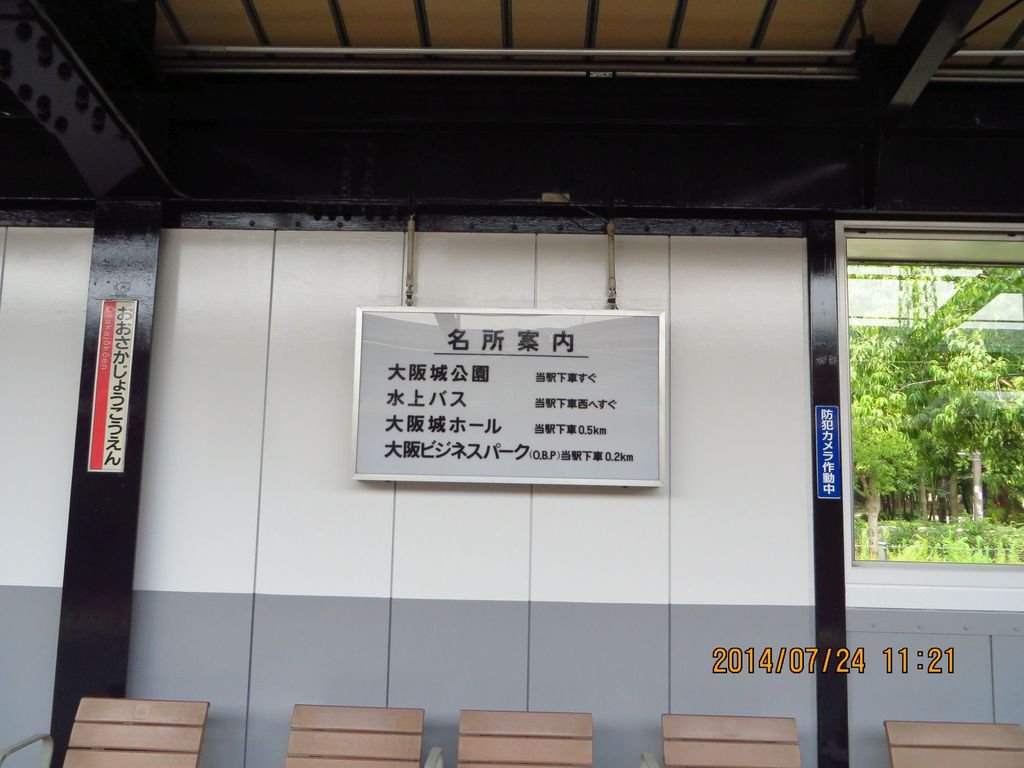 おおさかじょうこうえん
Ōsakajōkōen
名所案内
大阪城公園 当駅下車すぐ
水上バス 当駅下車西へすぐ
大阪城ホール 当駅下車0.5km
大阪ビジネスパーク(O.B.P)当駅下車0.2km
防犯カメラ作動中
2014/07/24 11:21